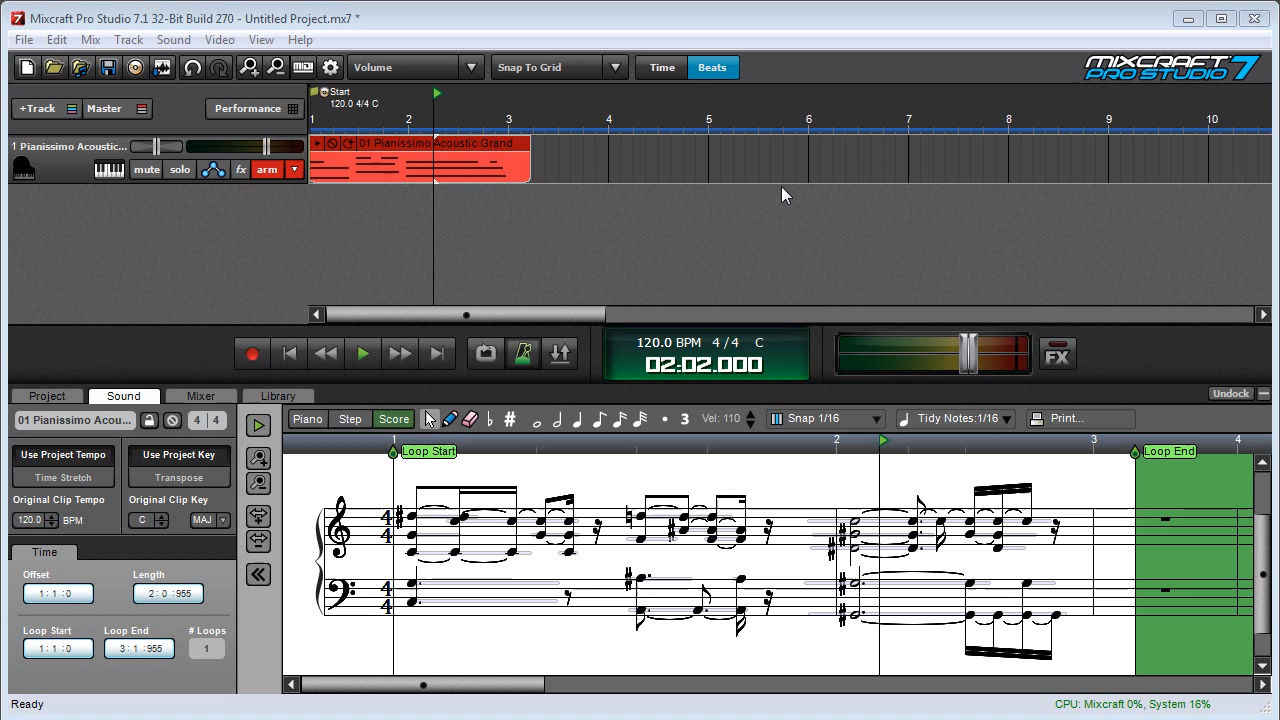 Mixcraft Pro Studio 7.1 32-Bit Build 270 - Untitled Project.mx7 *
File Edit Mix Track Sound Video View Help
Volume Snap To Grid Time Beats MIXCRAFT PRO STUDIO 7
Start
120.0 4/4 C
+Track Master Performance
1 2 3 4 5 6 7 8 9 10
1 Pianissimo Acoustic... 01 Pianissimo Acoustic Grand
mute solo fx arm
120.0 BPM 4 / 4 C
02:02.000
FX
Project Sound Mixer Library Undock
01 Pianissimo Acou... 4 4 Piano Step Score 3 Vel: 110 Snap 1/16 Tidy Notes:1/16 Print...
1 2 3 4
Loop Start Loop End
Use Project Tempo Use Project Key
Time Stretch Transpose
Original Clip Tempo Original Clip Key
120.0 BPM C MAJ
Time
Offset Length
1: 1 :0 2: 0 :955
Loop Start Loop End # Loops
1: 1 :0 3: 1 :955 1
Ready CPU: Mixcraft 0%, System 16%